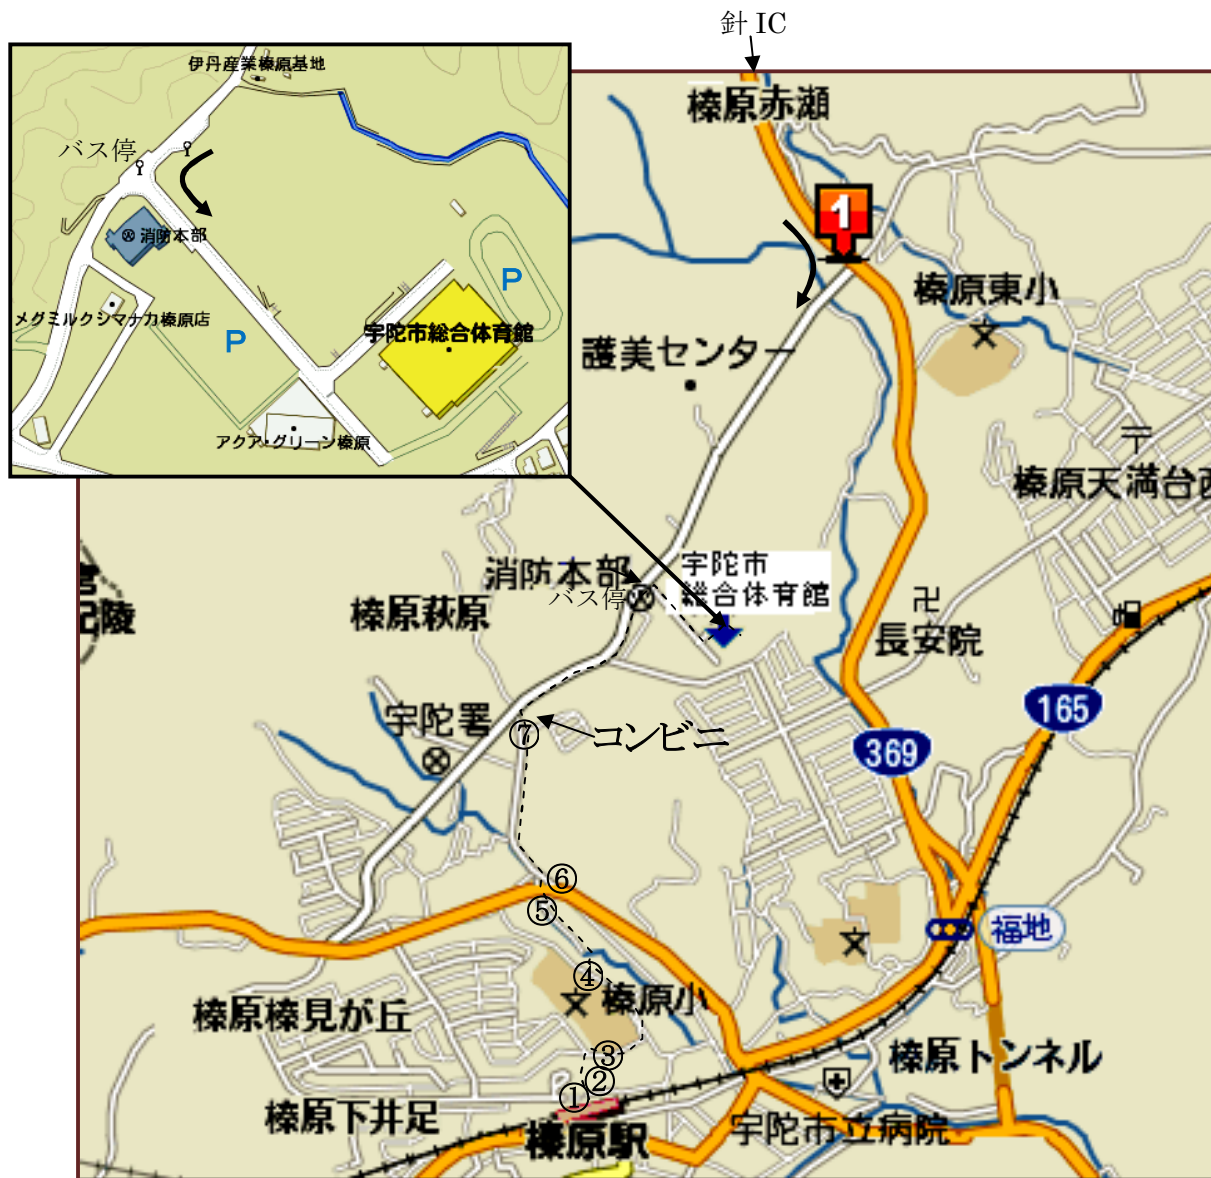 針 IC
伊丹産業榛原基地
バス停
消防本部
メグミルクシマナカ榛原店
P
P
宇陀市総合体育館
アクア・グリーン榛原
榛原赤瀬
1
榛原東小
護美センター
榛原天満台西
消防本部
バス停
宇陀市
総合体育館
記陵
榛原萩原
長安院
宇陀署
⑦
コンビニ
165
369
⑥
⑤
福地
④
榛原小
榛原榛見が丘
③
②
①
榛原トンネル
榛原下井足
榛原駅
宇陀市立病院